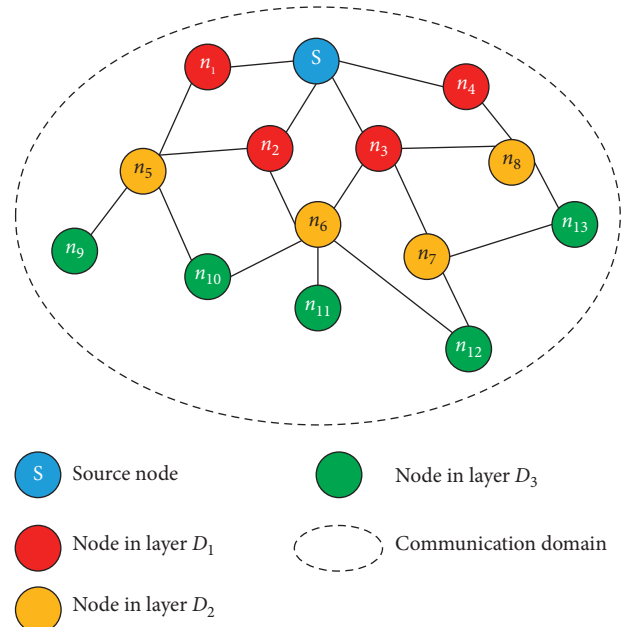 S
n₁
n₄
n₂
n₃
n₈
n₅
n₆
n₁₃
n₉
n₇
n₁₀
n₁₁
n₁₂
S Source node
Node in layer D₃
Node in layer D₁
Communication domain
Node in layer D₂